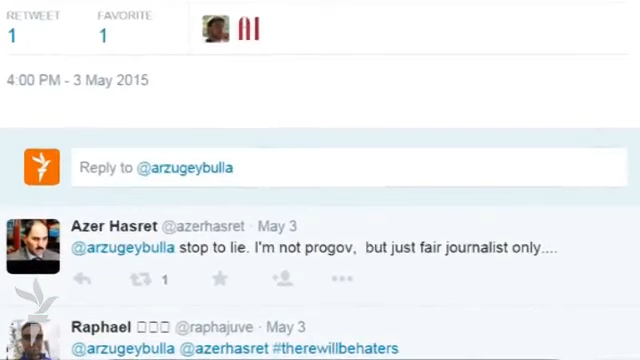 RETWEET FAVORITE
1 1
4:00 PM - 3 May 2015
Reply to @arzugeybulla
Azer Hasret @azerhasret · May 3
@arzugeybulla stop to lie. I'm not progov, but just fair journalist only....
1
Raphael □□□ @raphajuve · May 3
@arzugeybulla @azerhasret #therewillbehaters